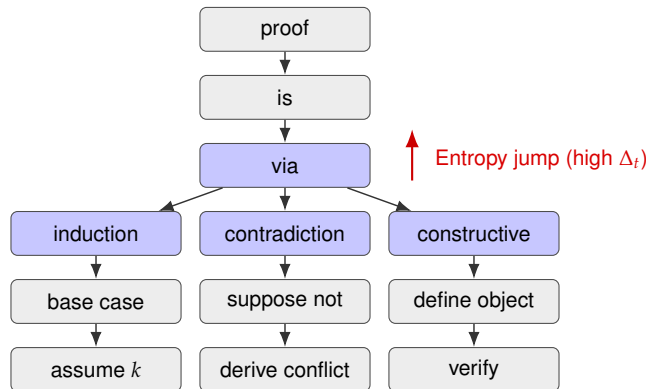 proof
is
via
Entropy jump (high Δt)
induction
contradiction
constructive
base case
suppose not
define object
assume k
derive conflict
verify